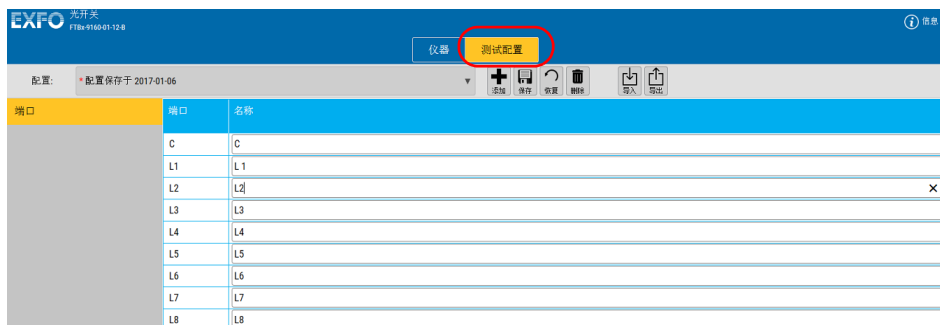 EXFO 光开关
FTBx-9160-01-12-B
信息
仪器 测试配置
配置: * 配置保存于 2017-01-06
添加 保存 恢复 删除 导入 导出
端口 端口 名称
C C
L1 L 1
L2 L2
L3 L3
L4 L4
L5 L5
L6 L6
L7 L7
L8 L8